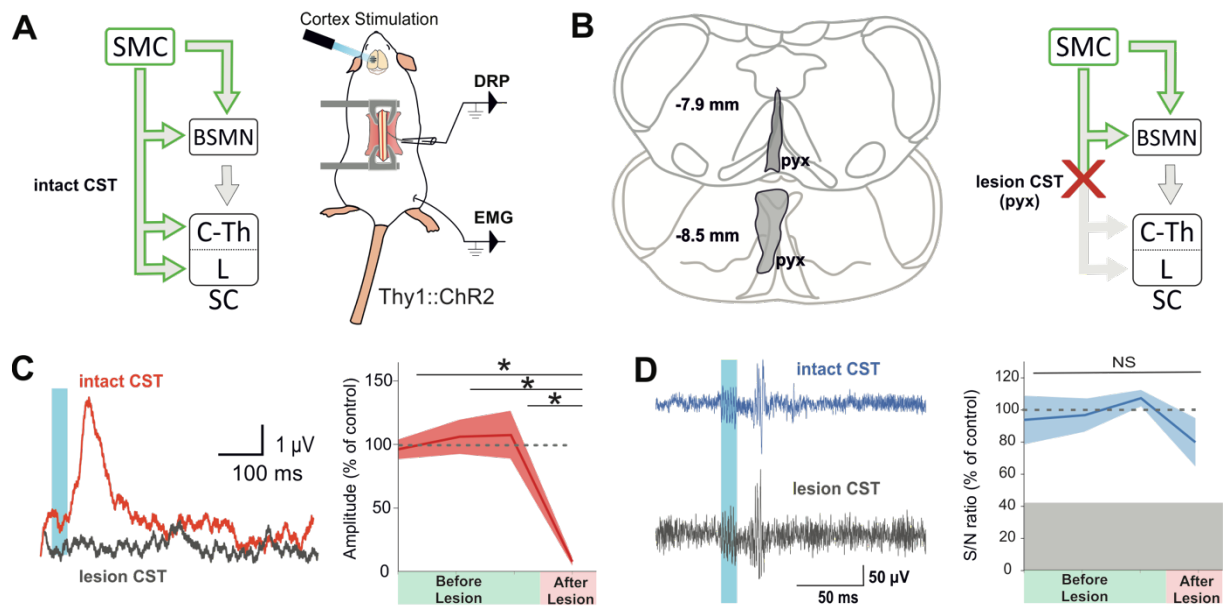 A
SMC
BSMN
intact CST
C-Th
L
SC
Cortex Stimulation
DRP
EMG
Thy1::ChR2
B
-7.9 mm
pyx
-8.5 mm
pyx
SMC
BSMN
lesion CST
(pyx)
C-Th
L
SC
C
intact CST
1 µV
100 ms
lesion CST
Amplitude (% of control)
150
100
50
0
*
*
*
Before
Lesion
After
Lesion
D
intact CST
lesion CST
50 µV
50 ms
S/N ratio (% of control)
120
100
80
60
40
20
0
NS
Before
Lesion
After
Lesion